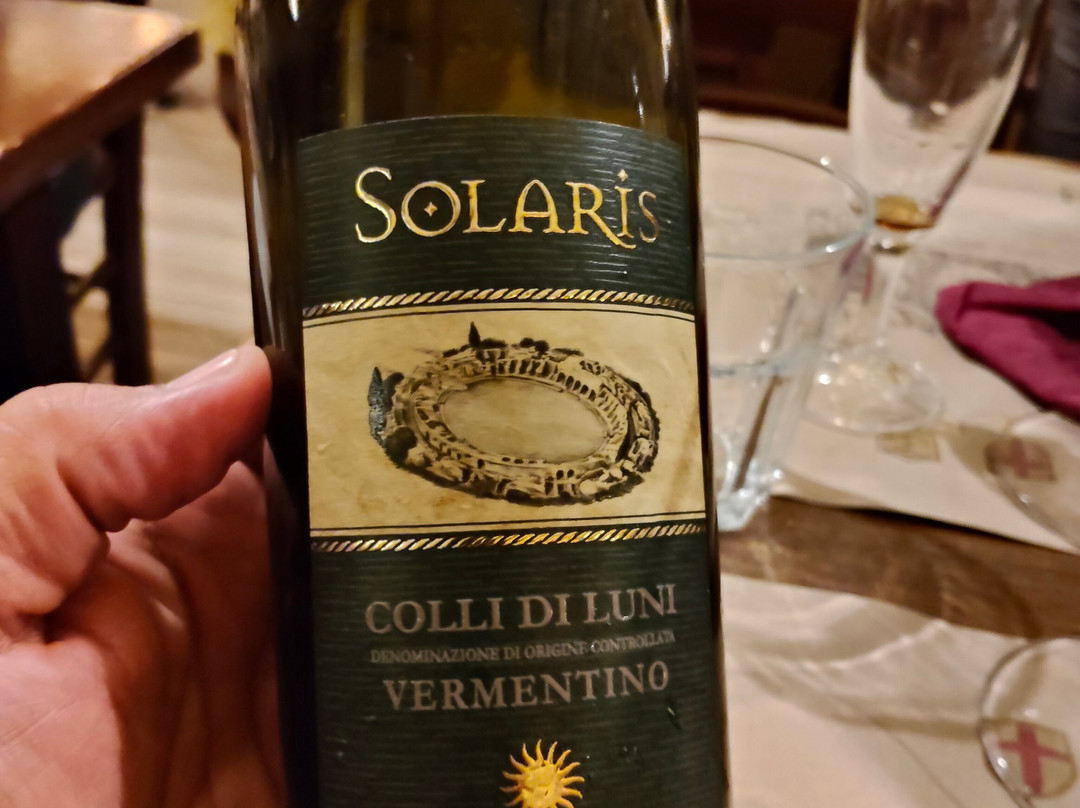 SOLARiS
COLLI DI LUNI
DENOMINAZIONE DI ORIGINE CONTROLLATA
VERMENTINO